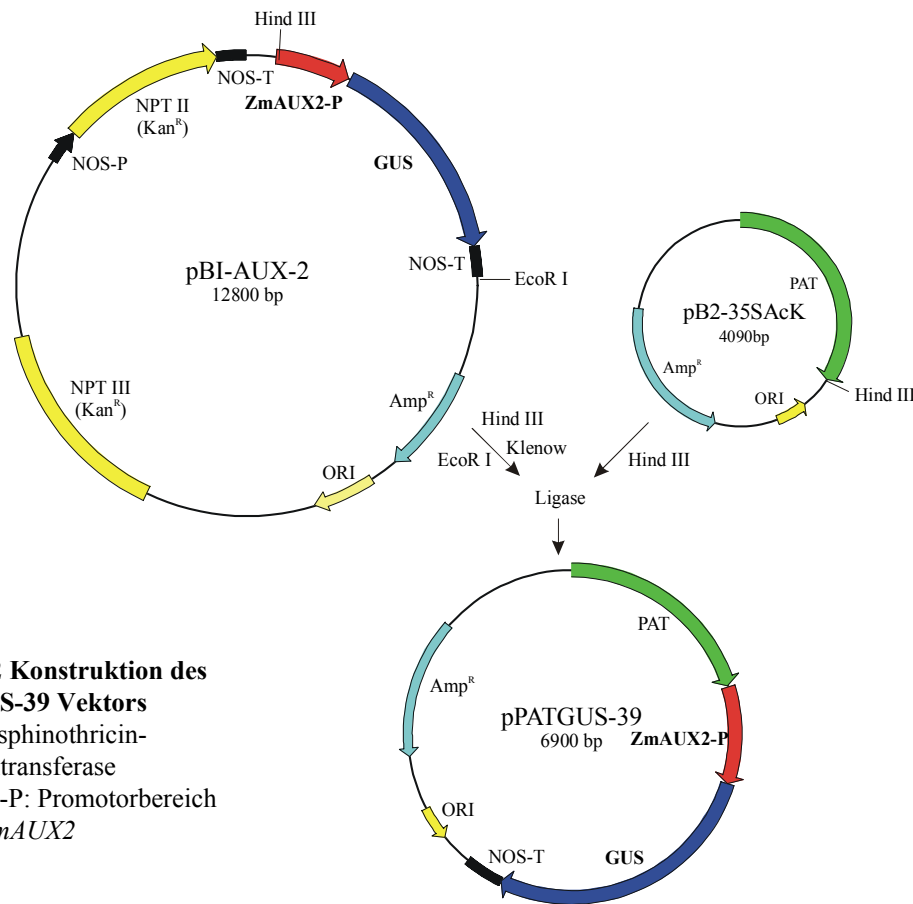 Hind III
NOS-T
ZmAUX2-P
NPT II
(Kan^R)
NOS-P
GUS
pBI-AUX-2
12800 bp
NOS-T
EcoR I
NPT III
(Kan^R)
Amp^R
ORI
PAT
pB2-35SAcK
4090bp
Amp^R
ORI
Hind III
Hind III
EcoR I
Klenow
Hind III
Ligase
PAT
Amp^R
pPATGUS-39
6900 bp
ZmAUX2-P
ORI
NOS-T
GUS
Konstruktion des
S-39 Vektors
sphinothricin-
transferase
-P: Promotorbereich
mAUX2